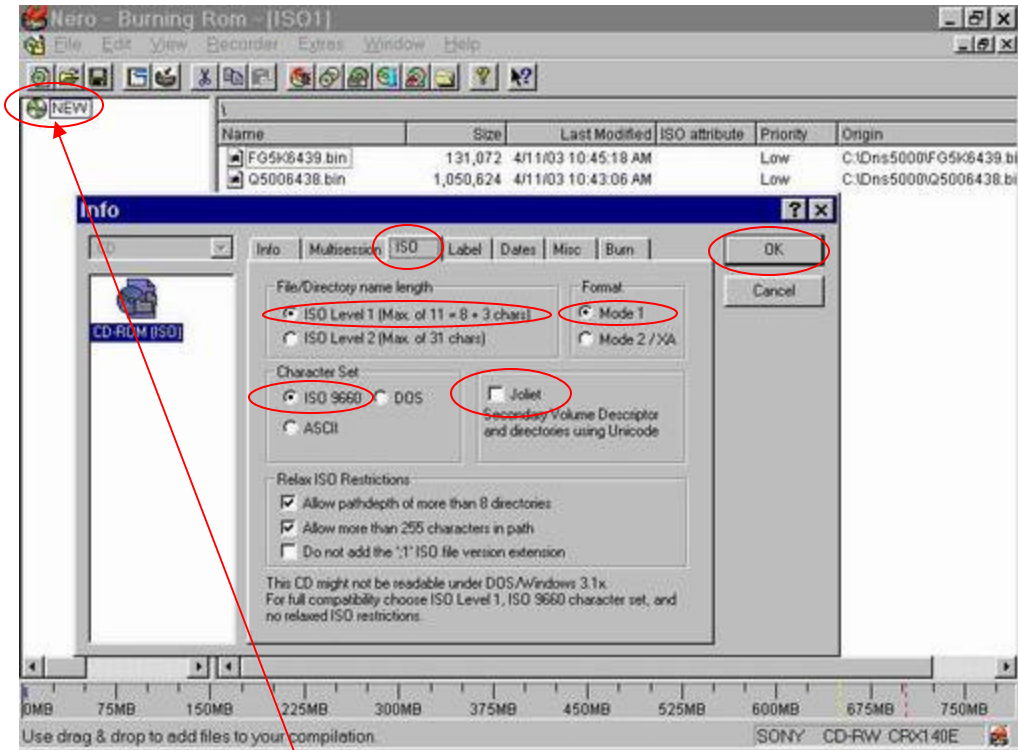 Nero - Burning Rom - [ISO1]
File Edit View Recorder Extras Window Help
NEW
\
Name Size Last Modified ISO attribute Priority Origin
FG5K6439.bin 131,072 4/11/03 10:45:18 AM Low C:\Dns5000\FG5K6439.bi
Q5006438.bin 1,050,624 4/11/03 10:43:06 AM Low C:\Dns5000\Q5006438.bi
Info
CD
CD-ROM (ISO)
Info Multisession ISO Label Dates Misc Burn
OK
Cancel
File/Directory name length
ISO Level 1 (Max. of 11 = 8 + 3 chars)
ISO Level 2 (Max. of 31 chars)
Format
Mode 1
Mode 2 / XA
Character Set
ISO 9660 DOS
ASCII
Joliet
Secondary Volume Descriptor
and directories using Unicode
Relax ISO Restrictions
Allow pathdepth of more than 8 directories
Allow more than 255 characters in path
Do not add the ';1' ISO file version extension
This CD might not be readable under DOS/Windows 3.1x.
For full compatibility choose ISO Level 1, ISO 9660 character set, and
no relaxed ISO restrictions.
0MB 75MB 150MB 225MB 300MB 375MB 450MB 525MB 600MB 675MB 750MB
Use drag & drop to add files to your compilation. SONY CD-RW CRX140E